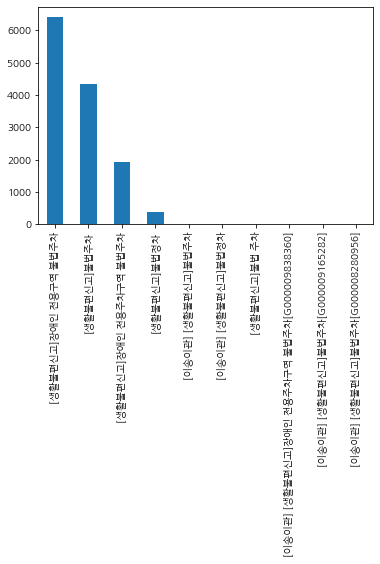 6000
5000
4000
3000
2000
1000
0
[생활불편신고]장애인 전용구역 불법주차
[생활불편신고]불법주차
[생활불편신고]장애인 전용주차구역 불법주차
[생활불편신고]불법정차
[이송이관] [생활불편신고]불법주차
[이송이관] [생활불편신고]불법정차
[생활불편신고]불법 주차
[이송이관] [생활불편신고]장애인 전용주차구역 불법주차[G000009838360]
[이송이관] [생활불편신고]불법주차[G000009165282]
[이송이관] [생활불편신고]불법주차[G000008280956]